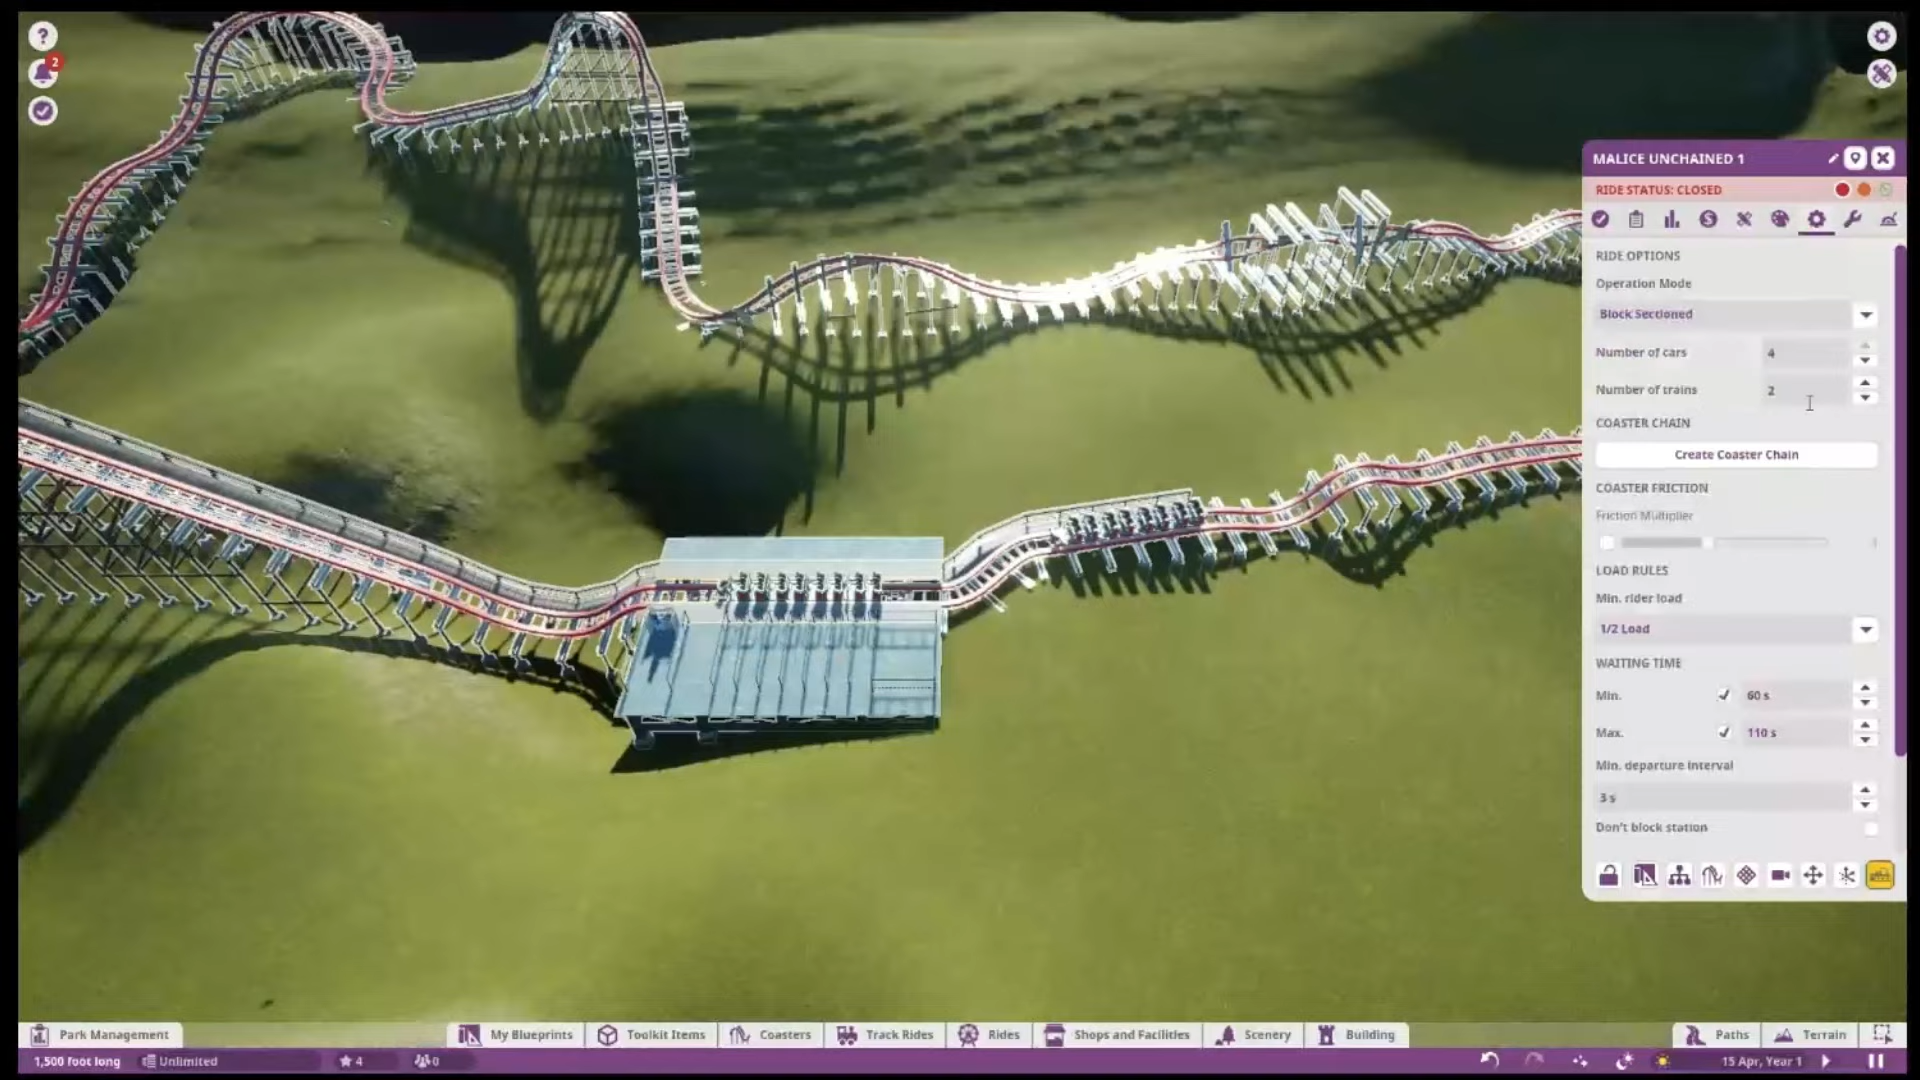 ?
2
MALICE UNCHAINED 1
RIDE STATUS: CLOSED
RIDE OPTIONS
Operation Mode
Block Sectioned
Number of cars 4
Number of trains 2
COASTER CHAIN
Create Coaster Chain
COASTER FRICTION
Friction Multiplier
LOAD RULES
Min. rider load
1/2 Load
WAITING TIME
Min. 60 s
Max. 110 s
Min. departure interval
3 s
Don't block station
Park Management My Blueprints Toolkit Items Coasters Track Rides Rides Shops and Facilities Scenery Building Paths Terrain
1,500 foot long Unlimited 4 0 15 Apr, Year 1